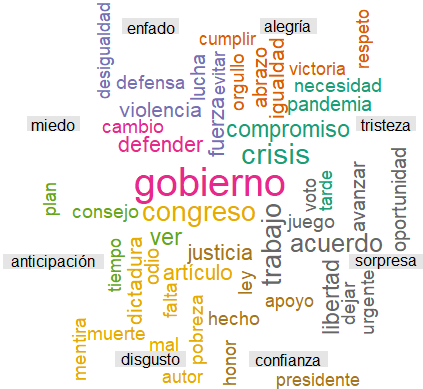 enfado
alegría
desigualdad
defensa
lucha
evitar
cumplir
orgullo
abrazo
igualdad
victoria
respeto
necesidad
pandemia
violencia
fuerza
miedo
cambio
defender
compromiso
crisis
tristeza
gobierno
plan
consejo
congreso
trabajo
voto
tarde
juego
avanzar
oportunidad
ver
acuerdo
anticipación
tiempo
dictadura
odio
justicia
artículo
ley
libertad
sorpresa
falta
pobreza
hecho
apoyo
dejar
urgente
mentira
muerte
mal
disgusto
autor
honor
confianza
presidente